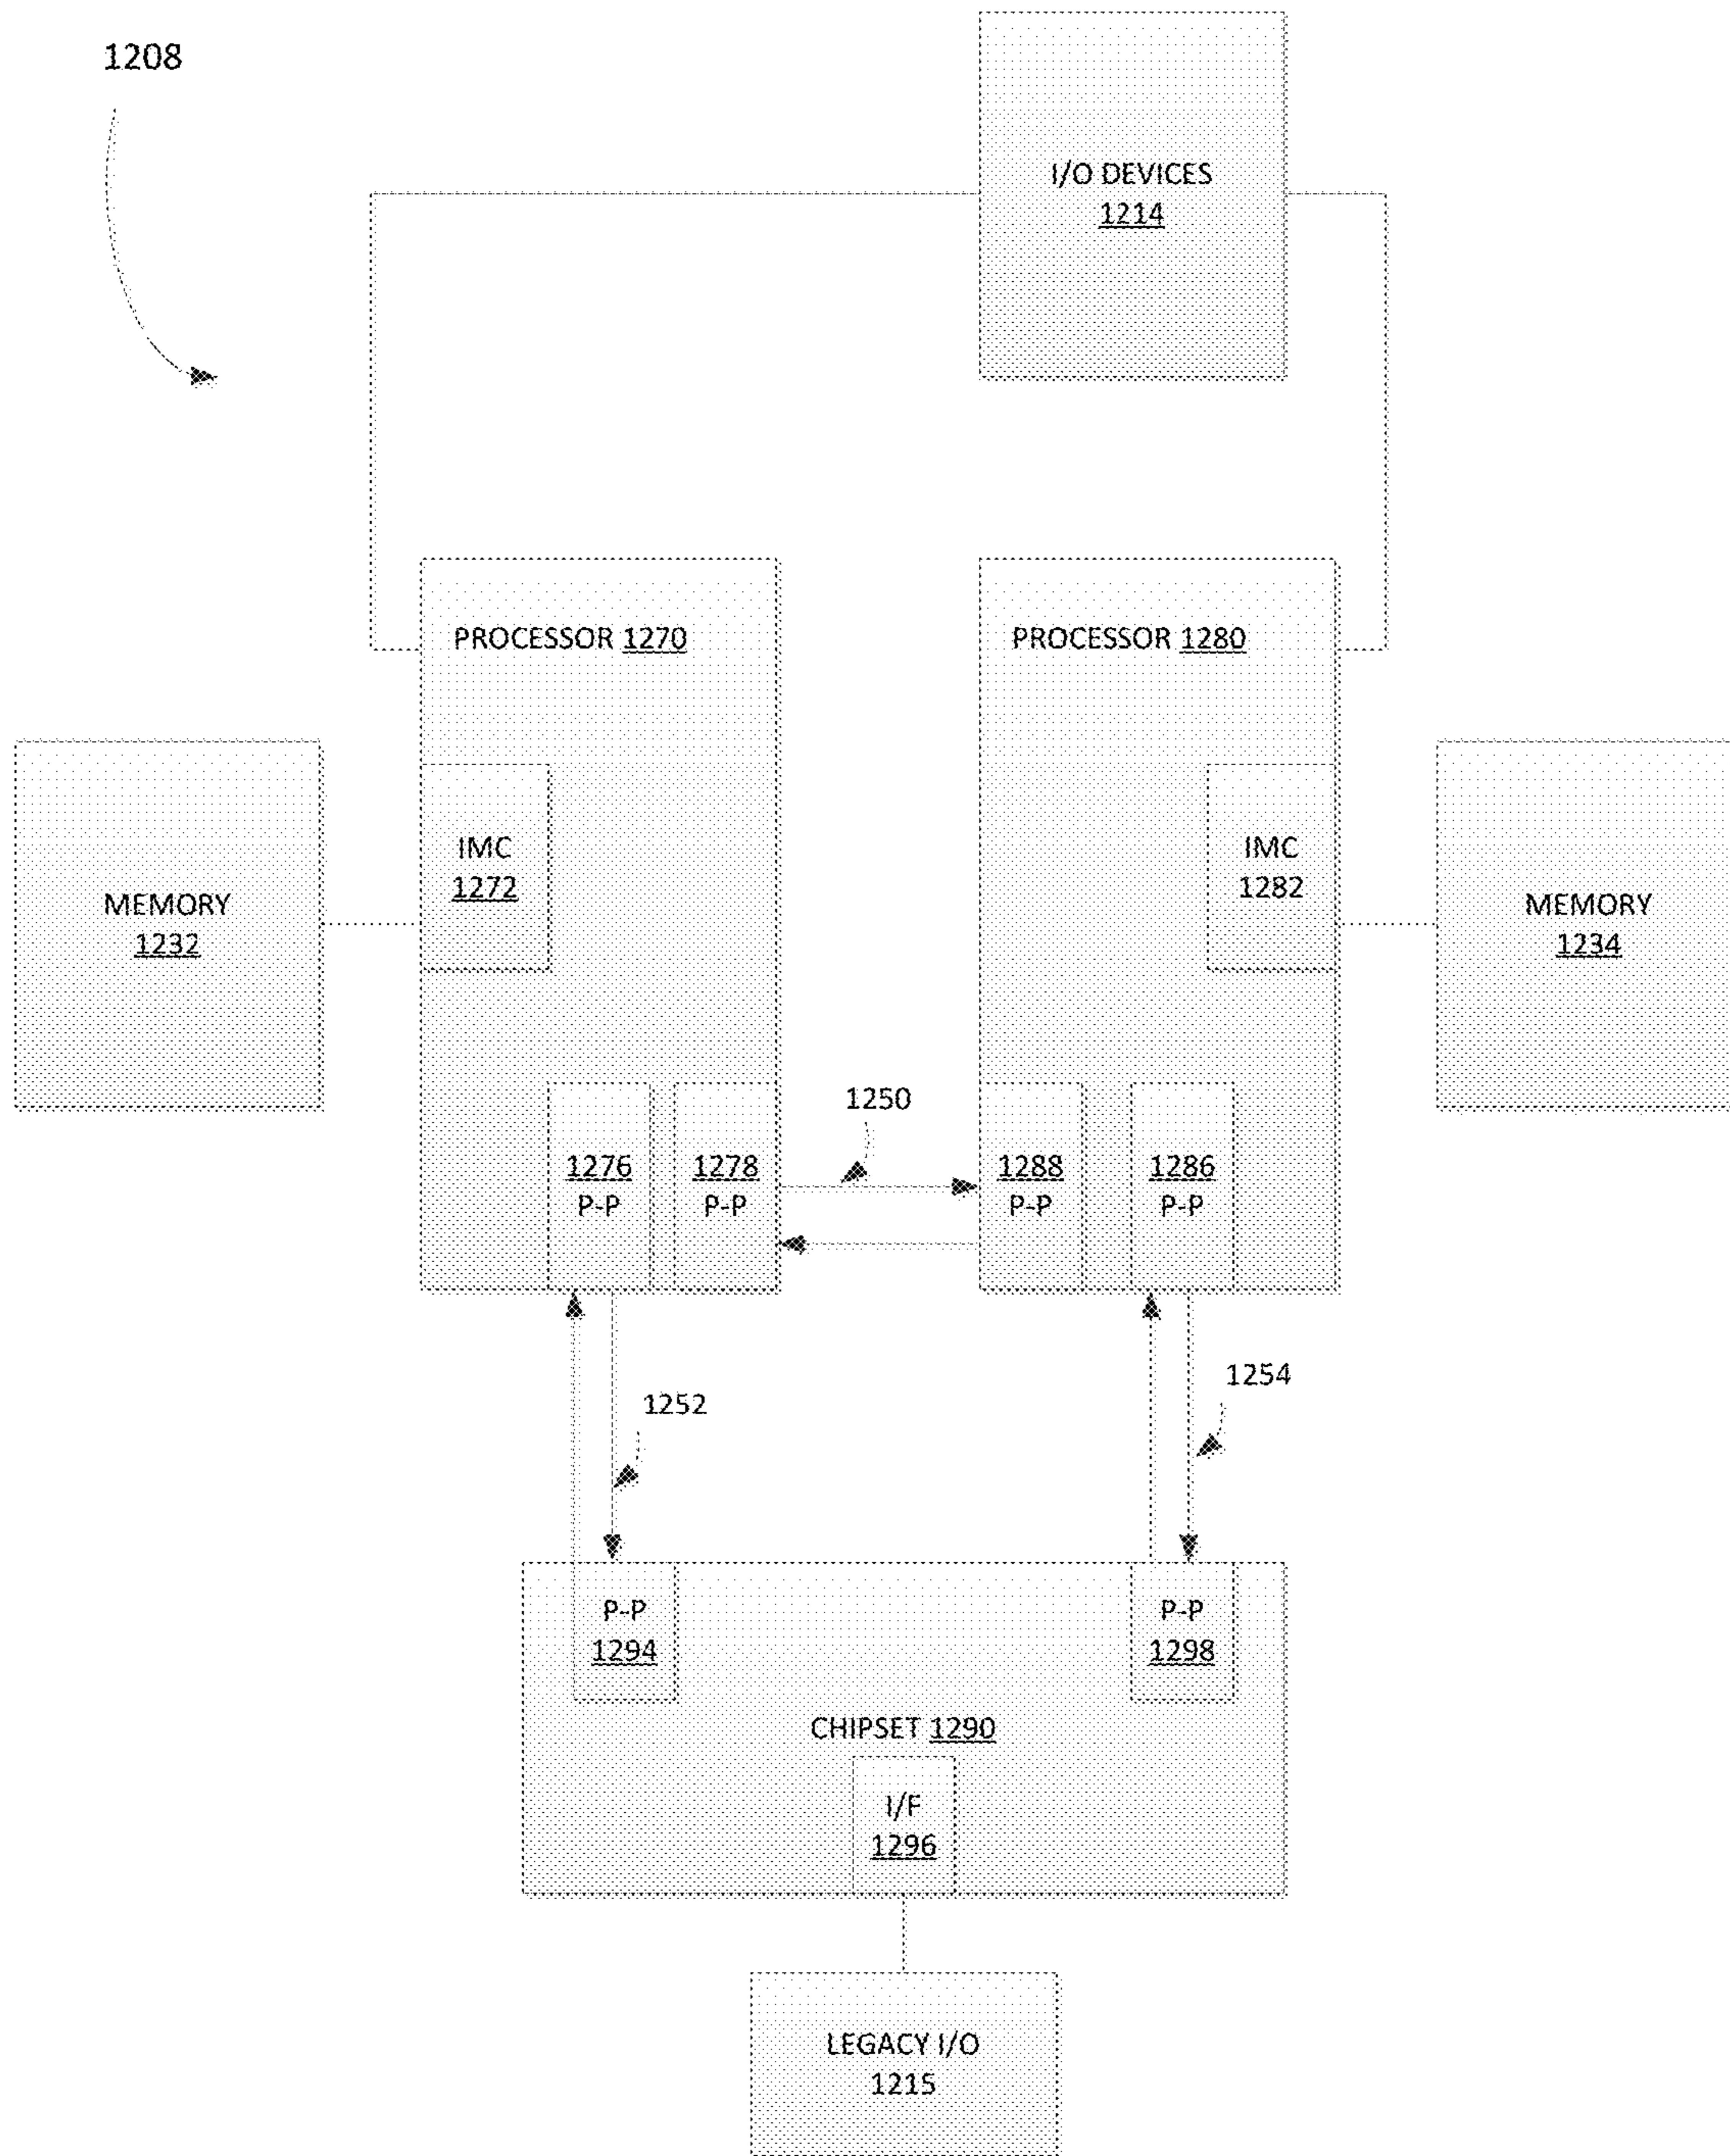 1208
I/O DEVICES
1214
PROCESSOR 1270
PROCESSOR 1280
IMC
1272
IMC
1282
MEMORY
1232
MEMORY
1234
1250
1276
P-P
1278
P-P
1288
P-P
1286
P-P
1252
1254
P-P
1294
P-P
1298
CHIPSET 1290
I/F
1296
LEGACY I/O
1215